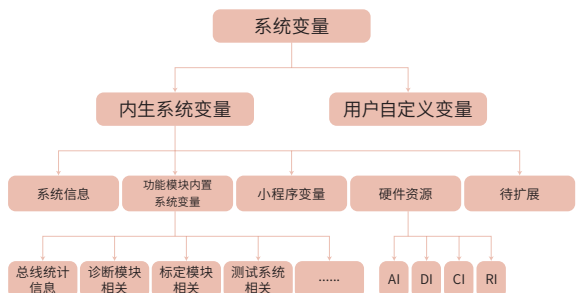 系统变量
内生系统变量
用户自定义变量
系统信息
功能模块内置
系统变量
小程序变量
硬件资源
待扩展
总线统计
信息
诊断模块
相关
标定模块
相关
测试系统
相关
......
AI
DI
CI
RI